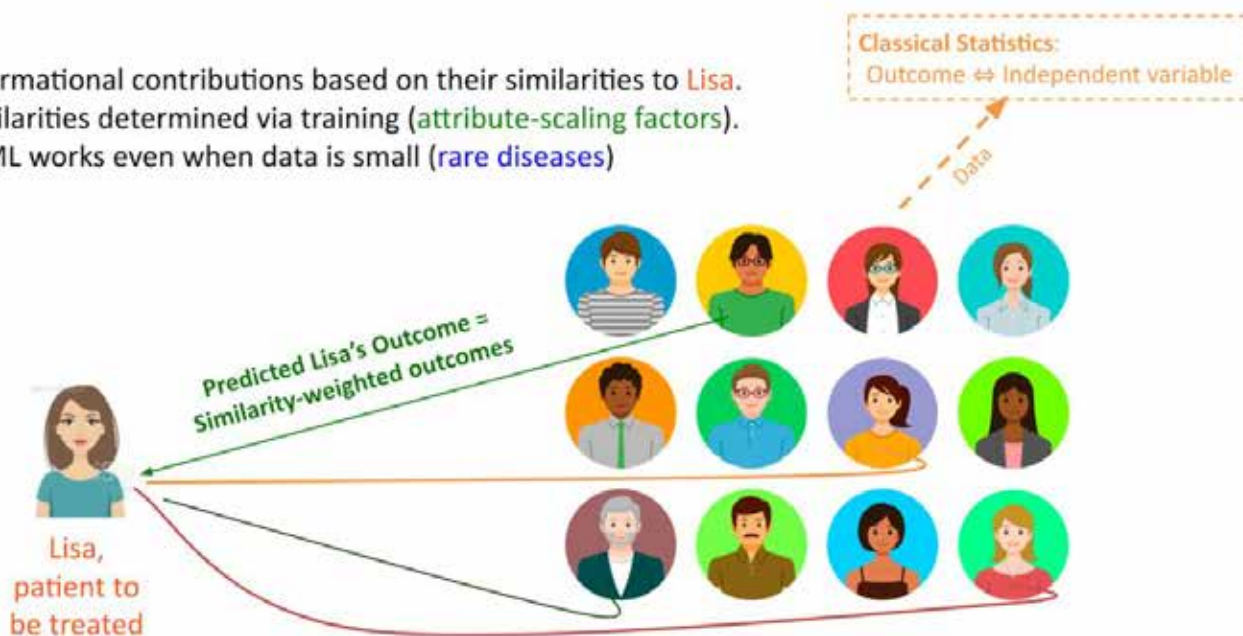 Classical Statistics:
Outcome ⇔ Independent variable
rmational contributions based on their similarities to Lisa.
ilarities determined via training (attribute-scaling factors).
ML works even when data is small (rare diseases)
Data
Predicted Lisa's Outcome =
Similarity-weighted outcomes
Lisa,
patient to
be treated